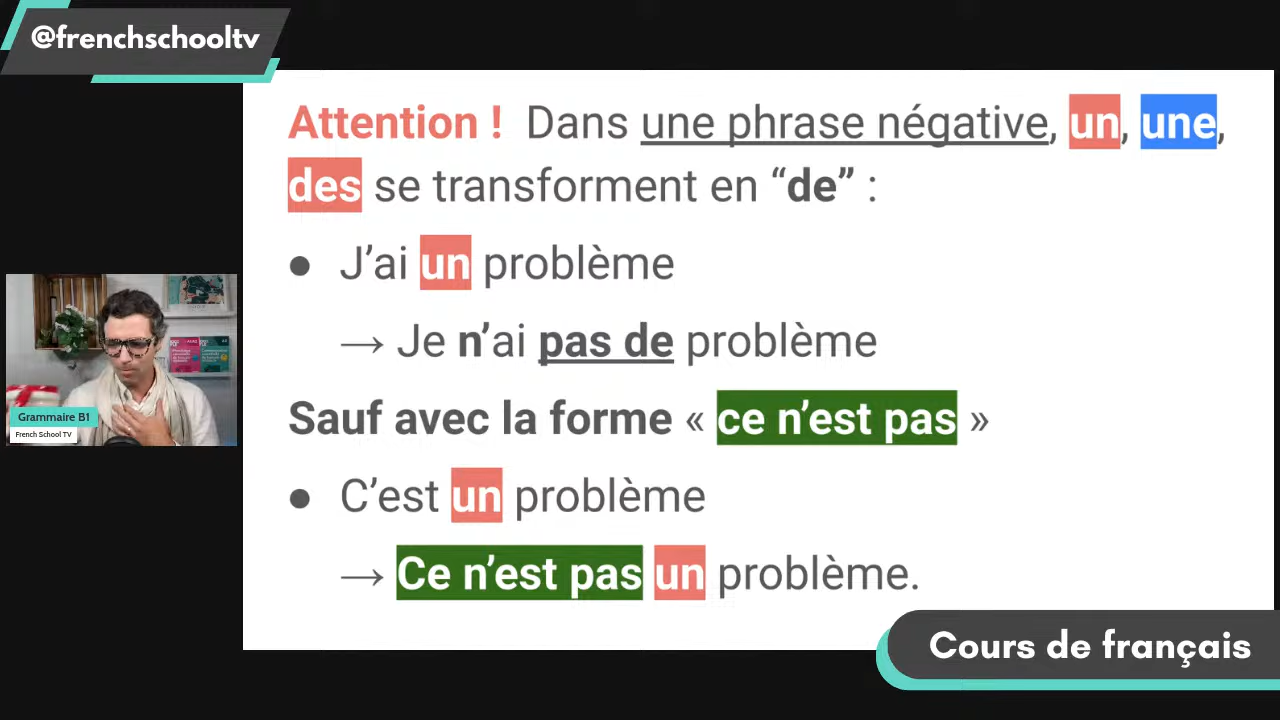 @frenchschooltv
Attention ! Dans une phrase négative, un, une,
des se transforment en “de” :
● J’ai un problème
→ Je n’ai pas de problème
Sauf avec la forme « ce n’est pas »
● C’est un problème
→ Ce n’est pas un problème.
Grammaire B1
French School TV
Cours de français